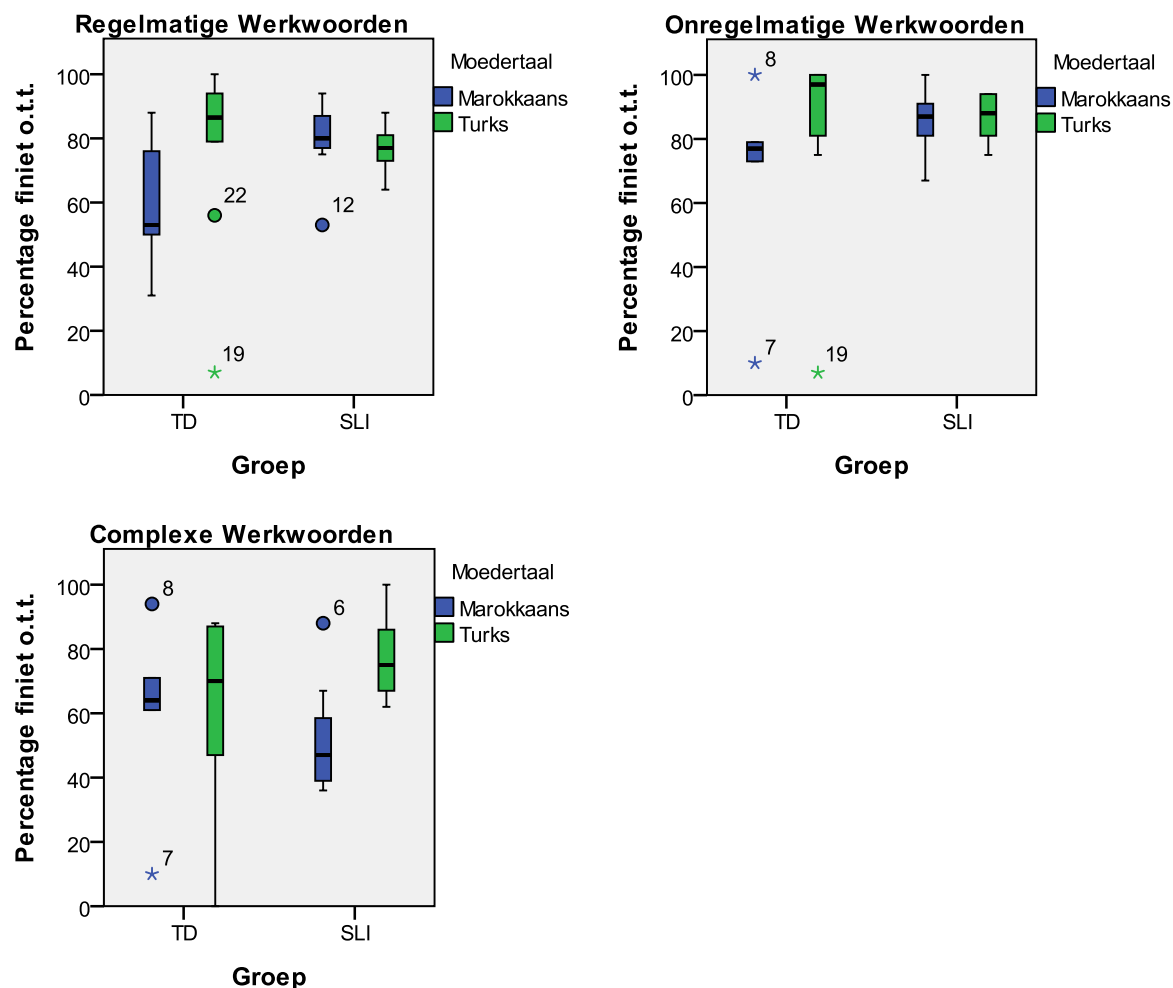 Regelmatige Werkwoorden
Percentage finiet o.t.t.
100
80
60
40
20
0
22
12
19
TD
SLI
Groep
Moedertaal
Marokkaans
Turks
Onregelmatige Werkwoorden
Percentage finiet o.t.t.
100
80
60
40
20
0
8
7
19
TD
SLI
Groep
Moedertaal
Marokkaans
Turks
Complexe Werkwoorden
Percentage finiet o.t.t.
100
80
60
40
20
0
8
6
7
TD
SLI
Groep
Moedertaal
Marokkaans
Turks